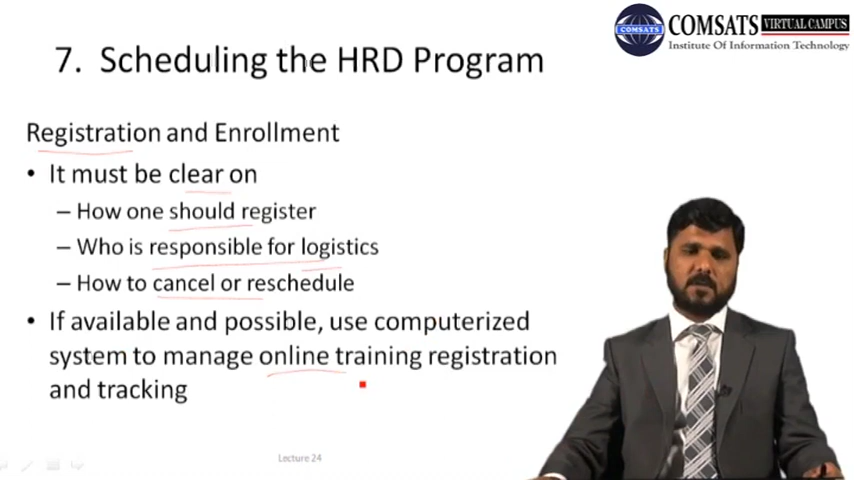 COMSATS
COMSATS VIRTUAL CAMPUS
Institute Of Information Technology
7. Scheduling the HRD Program
Registration and Enrollment
• It must be clear on
– How one should register
– Who is responsible for logistics
– How to cancel or reschedule
• If available and possible, use computerized
system to manage online training registration
and tracking
Lecture 24